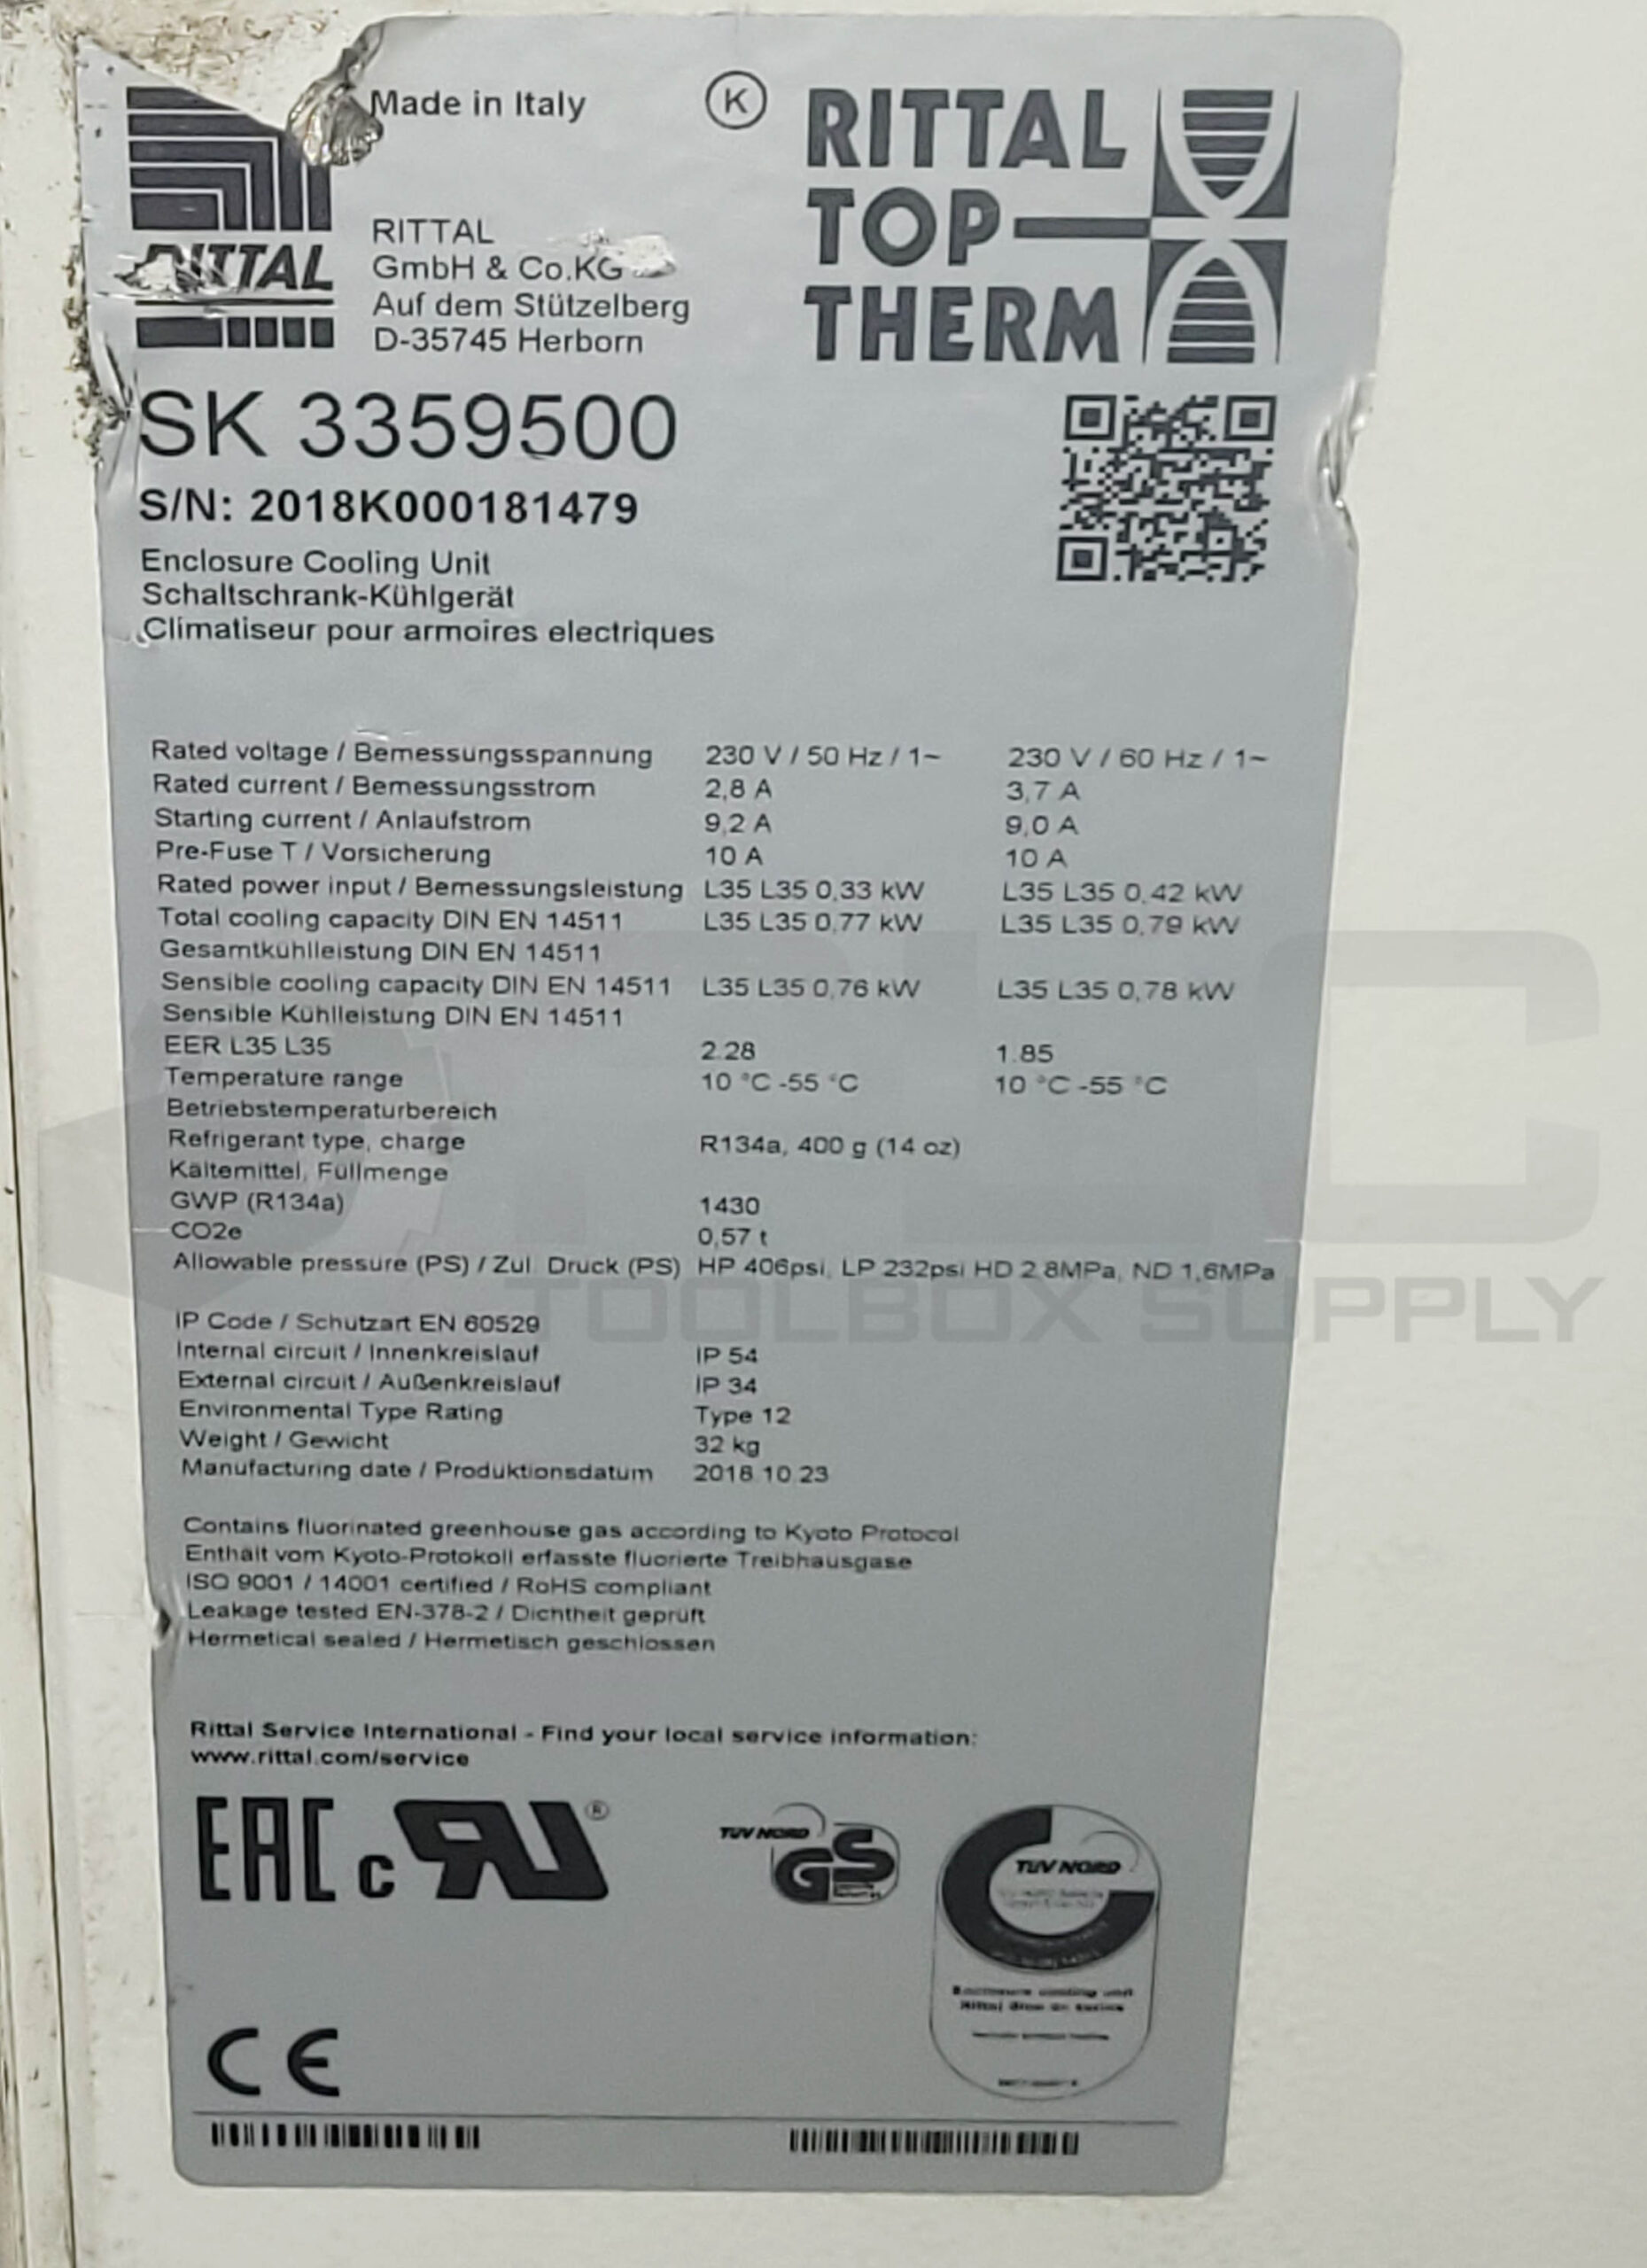 Made in Italy
K
RITTAL
TOP
THERM
RITTAL
RITTAL
GmbH & Co.KG
Auf dem Stützelberg
D-35745 Herborn
SK 3359500
S/N: 2018K000181479
Enclosure Cooling Unit
Schaltschrank-Kühlgerät
Climatiseur pour armoires electriques
Rated voltage / Bemessungsspannung 230 V / 50 Hz / 1~ 230 V / 60 Hz / 1~
Rated current / Bemessungsstrom 2,8 A 3,7 A
Starting current / Anlaufstrom 9,2 A 9,0 A
Pre-Fuse T / Vorsicherung 10 A 10 A
Rated power input / Bemessungsleistung L35 L35 0,33 kW L35 L35 0,42 kW
Total cooling capacity DIN EN 14511 L35 L35 0,77 kW L35 L35 0,79 kW
Gesamtkühlleistung DIN EN 14511
Sensible cooling capacity DIN EN 14511 L35 L35 0,76 kW L35 L35 0,78 kW
Sensible Kühlleistung DIN EN 14511
EER L35 L35 2.28 1.85
Temperature range 10 °C -55 °C 10 °C -55 °C
Betriebstemperaturbereich
Refrigerant type, charge R134a, 400 g (14 oz)
Kältemittel, Füllmenge
GWP (R134a) 1430
CO2e 0,57 t
Allowable pressure (PS) / Zul. Druck (PS) HP 406psi, LP 232psi HD 2,8MPa, ND 1,6MPa
IP Code / Schutzart EN 60529
Internal circuit / Innenkreislauf IP 54
External circuit / Außenkreislauf IP 34
Environmental Type Rating Type 12
Weight / Gewicht 32 kg
Manufacturing date / Produktionsdatum 2018.10.23
Contains fluorinated greenhouse gas according to Kyoto Protocol
Enthält vom Kyoto-Protokoll erfasste fluorierte Treibhausgase
ISO 9001 / 14001 certified / RoHS compliant
Leakage tested EN-378-2 / Dichtheit geprüft
Hermetical sealed / Hermetisch geschlossen
Rittal Service International - Find your local service information:
www.rittal.com/service
EAC c RU ®
TÜV NORD
GS
TÜV NORD
Enclosure cooling unit
CE
PLC
TOOLBOX SUPPLY